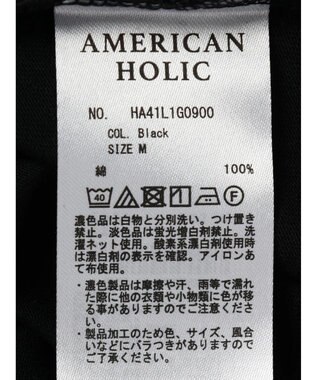 AMERICAN
HOLIC
NO. HA41L1G0900
COL. Black
SIZE M
綿 100%
40 F
濃色品は白物と分別洗い。つけ置き
禁止。淡色品は蛍光増白剤禁止。洗
濯ネット使用。酸素系漂白剤使用時
は漂白剤の表示を確認。アイロンあ
て布使用。
・濃色製品は摩擦や汗、雨等で濡れ
た際に他の衣類や小物類に色が移
る事がありますのでご注意下さい。
・製品加工のため色、サイズ、風合
いなどにバラつきがありますので
ご了承ください。